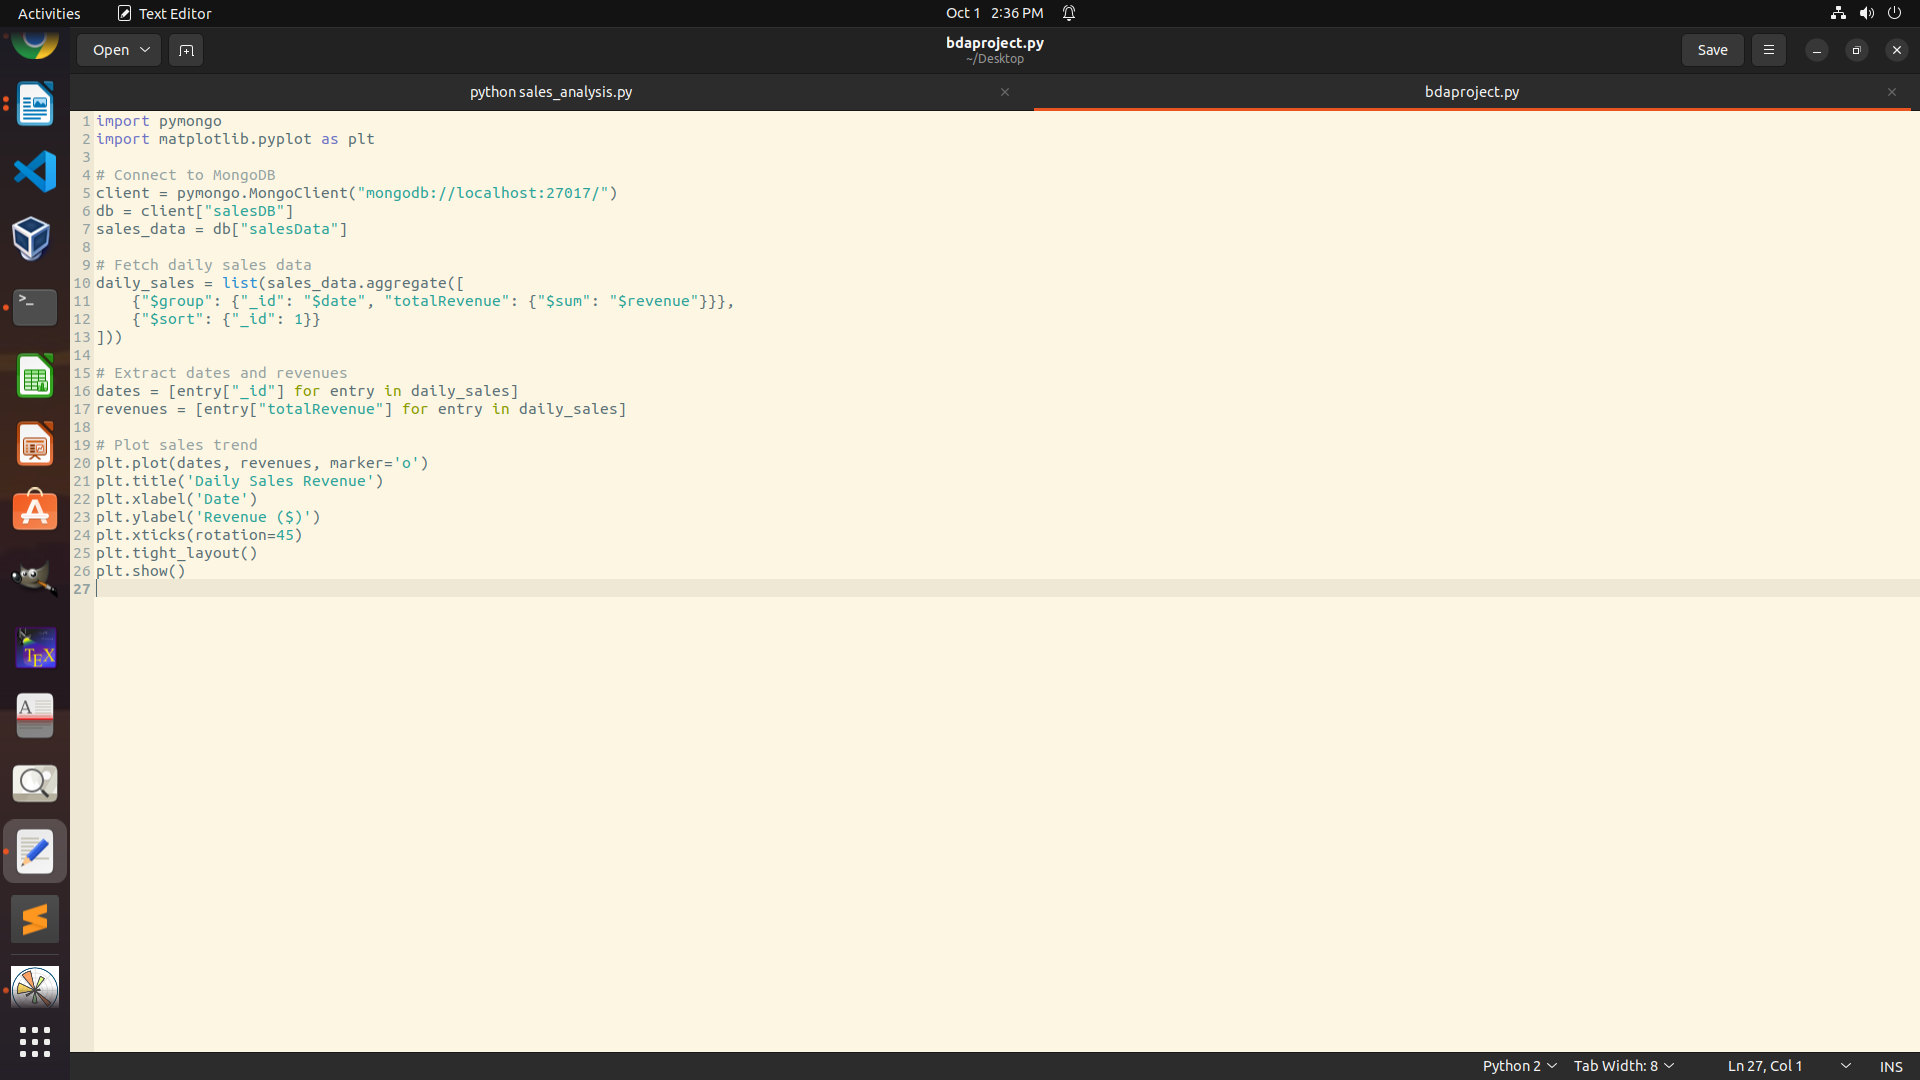 Activities Text Editor Oct 1 2:36 PM
Open bdaproject.py Save
~/Desktop
python sales_analysis.py bdaproject.py
1 import pymongo
2 import matplotlib.pyplot as plt
3
4 # Connect to MongoDB
5 client = pymongo.MongoClient("mongodb://localhost:27017/")
6 db = client["salesDB"]
7 sales_data = db["salesData"]
8
9 # Fetch daily sales data
10 daily_sales = list(sales_data.aggregate([
11     {"$group": {"_id": "$date", "totalRevenue": {"$sum": "$revenue"}}},
12     {"$sort": {"_id": 1}}
13 ]))
14
15 # Extract dates and revenues
16 dates = [entry["_id"] for entry in daily_sales]
17 revenues = [entry["totalRevenue"] for entry in daily_sales]
18
19 # Plot sales trend
20 plt.plot(dates, revenues, marker='o')
21 plt.title('Daily Sales Revenue')
22 plt.xlabel('Date')
23 plt.ylabel('Revenue ($)')
24 plt.xticks(rotation=45)
25 plt.tight_layout()
26 plt.show()
27
TEX
A
Python 2 Tab Width: 8 Ln 27, Col 1 INS